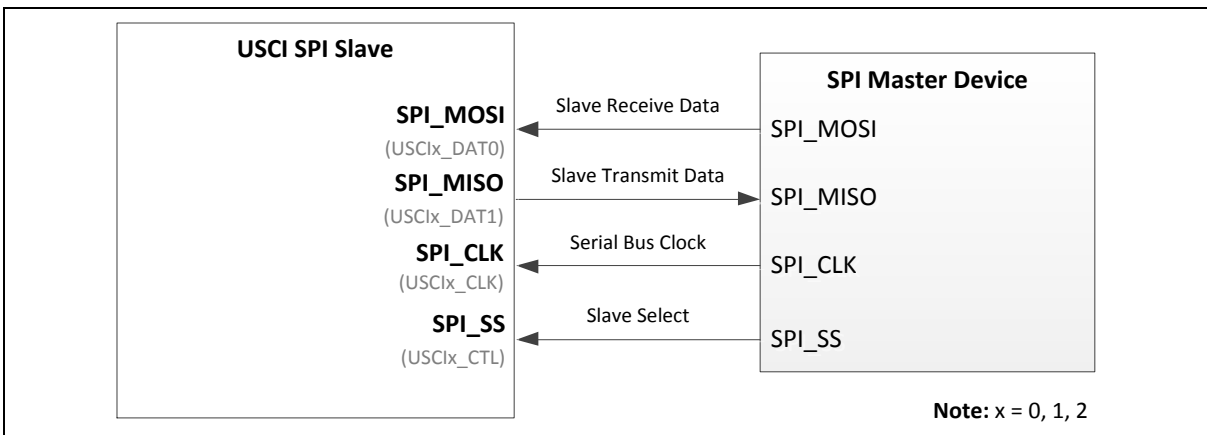 USCI SPI Slave
SPI_MOSI
(USCIx_DAT0)
SPI_MISO
(USCIx_DAT1)
SPI_CLK
(USCIx_CLK)
SPI_SS
(USCIx_CTL)
Slave Receive Data
Slave Transmit Data
Serial Bus Clock
Slave Select
SPI Master Device
SPI_MOSI
SPI_MISO
SPI_CLK
SPI_SS
Note: x = 0, 1, 2